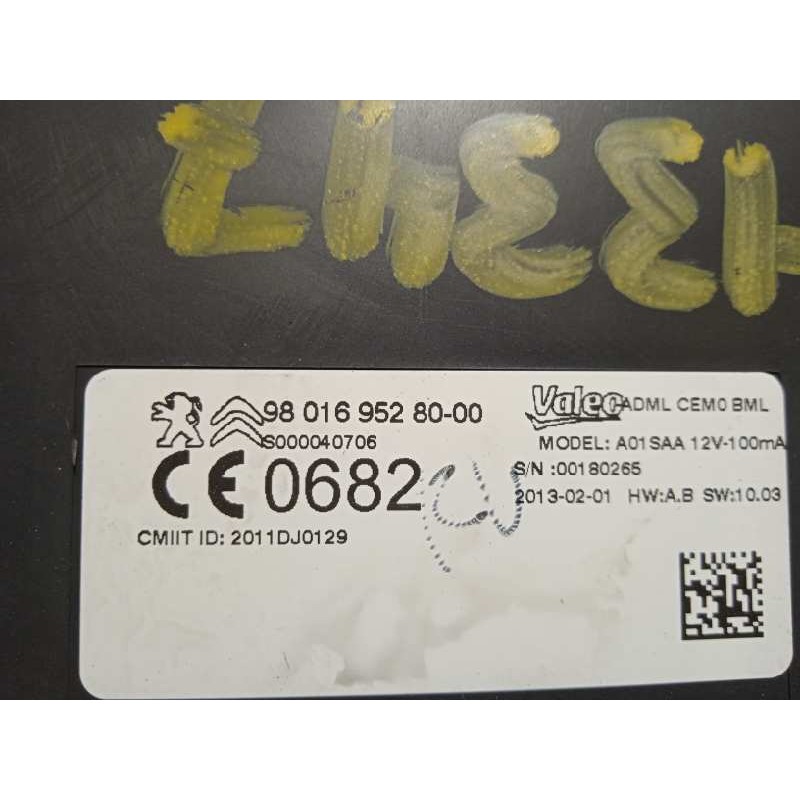 98 016 952 80-00
S000040706
CE 0682
CMIIT ID: 2011DJ0129
Valeo ADML CEM0 BML
MODEL: A01SAA 12V-100mA
S/N :00180265
2013-02-01 HW:A.B SW:10.03